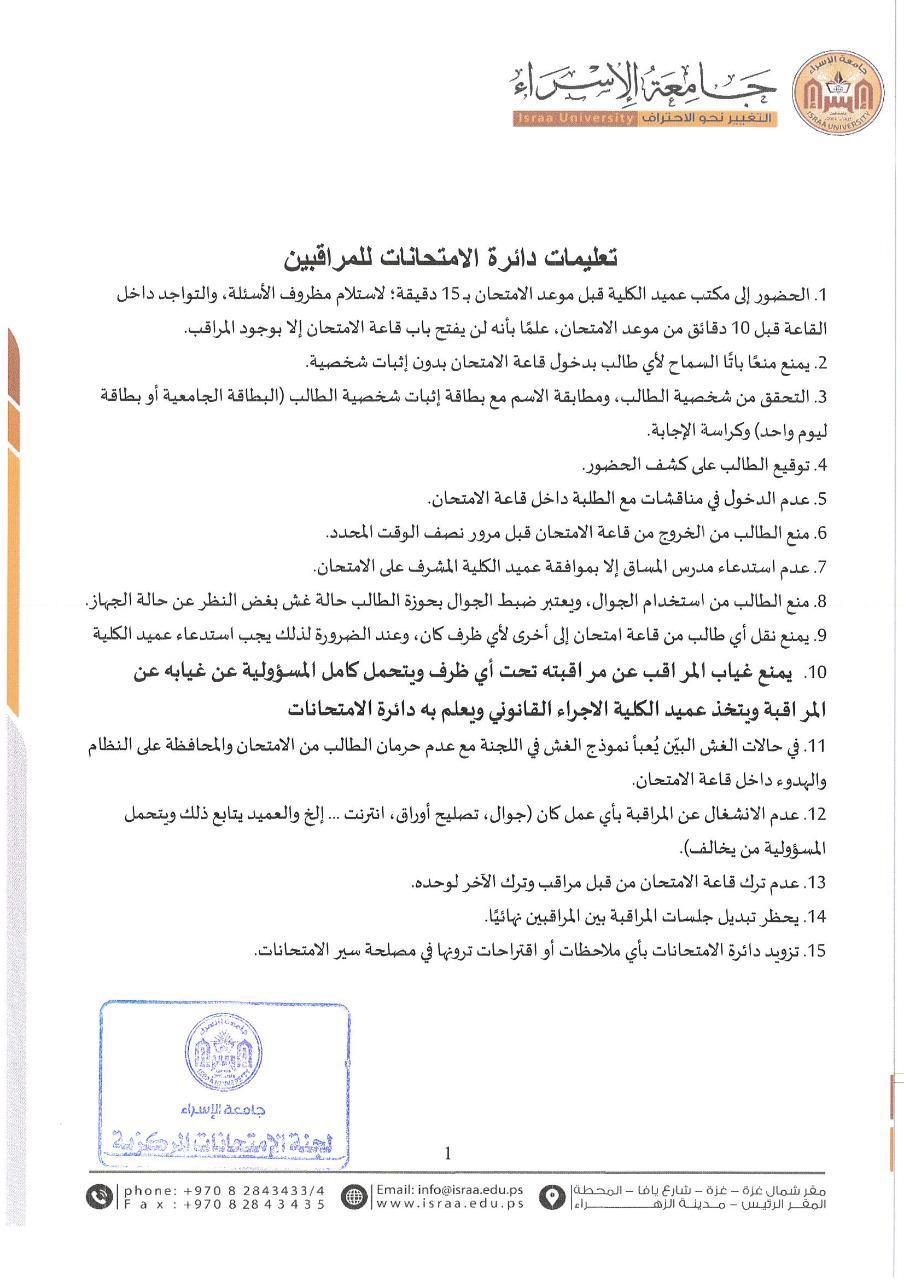 جامعة الإسراء
التغيير نحو الاحتراف Israa University
جامعة الإسراء
ISRAA UNIVERSITY
تعليمات دائرة الامتحانات للمراقبين
1. الحضور إلى مكتب عميد الكلية قبل موعد الامتحان بـ 15 دقيقة؛ لاستلام مظروف الأسئلة، والتواجد داخل
القاعة قبل 10 دقائق من موعد الامتحان، علمًا بأنه لن يفتح باب قاعة الامتحان إلا بوجود المراقب.
2. يمنع منعًا باتًا السماح لأي طالب بدخول قاعة الامتحان بدون إثبات شخصية.
3. التحقق من شخصية الطالب، ومطابقة الاسم مع بطاقة إثبات شخصية الطالب (البطاقة الجامعية أو بطاقة
ليوم واحد) وكراسة الإجابة.
4. توقيع الطالب على كشف الحضور.
5. عدم الدخول في مناقشات مع الطلبة داخل قاعة الامتحان.
6. منع الطالب من الخروج من قاعة الامتحان قبل مرور نصف الوقت المحدد.
7. عدم استدعاء مدرس المساق إلا بموافقة عميد الكلية المشرف على الامتحان.
8. منع الطالب من استخدام الجوال، ويعتبر ضبط الجوال بحوزة الطالب حالة غش بغض النظر عن حالة الجهاز.
9. يمنع نقل أي طالب من قاعة امتحان إلى أخرى لأي ظرف كان، وعند الضرورة لذلك يجب استدعاء عميد الكلية
10. يمنع غياب المراقب عن مراقبته تحت أي ظرف ويتحمل كامل المسؤولية عن غيابه عن
المراقبة ويتخذ عميد الكلية الاجراء القانوني ويعلم به دائرة الامتحانات
11. في حالات الغش البيّن يُعبأ نموذج الغش في اللجنة مع عدم حرمان الطالب من الامتحان والمحافظة على النظام
والهدوء داخل قاعة الامتحان.
12. عدم الانشغال عن المراقبة بأي عمل كان (جوال، تصليح أوراق، انترنت ... إلخ والعميد يتابع ذلك ويتحمل
المسؤولية من يخالف).
13. عدم ترك قاعة الامتحان من قبل مراقب وترك الآخر لوحده.
14. يحظر تبديل جلسات المراقبة بين المراقبين نهائيًا.
15. تزويد دائرة الامتحانات بأي ملاحظات أو اقتراحات ترونها في مصلحة سير الامتحانات.
جامعة الإسراء
جامعة الإسراء
لجنة الامتحانات المركزية
1
phone: +970 8 2843433/4 Email: info@israa.edu.ps مقر شمال غزة - غزة - شارع يافا - المحطة
Fax: +970 8 2843435 www.israa.edu.ps المقر الرئيس - مدينة الزهراء